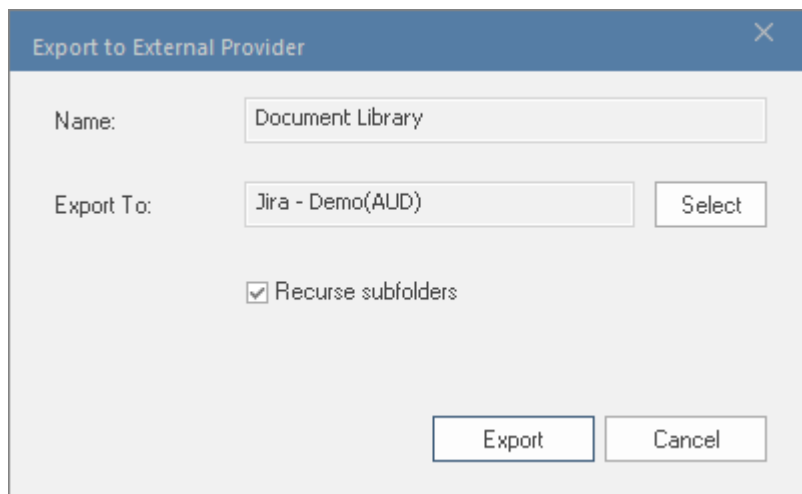 Export to External Provider
Name:
Document Library
Export To:
Jira - Demo(AUD)
Select
Recurse subfolders
Export
Cancel